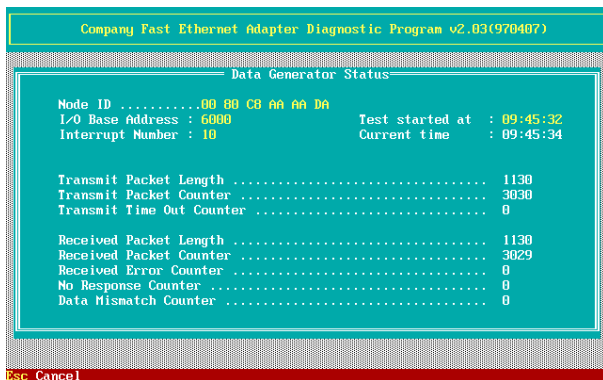 Company Fast Ethernet Adapter Diagnostic Program v2.03(970407)
Data Generator Status
Node ID ...........00 80 C8 AA AA DA
I/O Base Address : 6000 Test started at : 09:45:32
Interrupt Number : 10 Current time : 09:45:34
Transmit Packet Length .................................. 1130
Transmit Packet Counter ................................. 3030
Transmit Time Out Counter ............................... 0
Received Packet Length .................................. 1130
Received Packet Counter ................................. 3029
Received Error Counter .................................. 0
No Response Counter ..................................... 0
Data Mismatch Counter ................................... 0
Esc Cancel